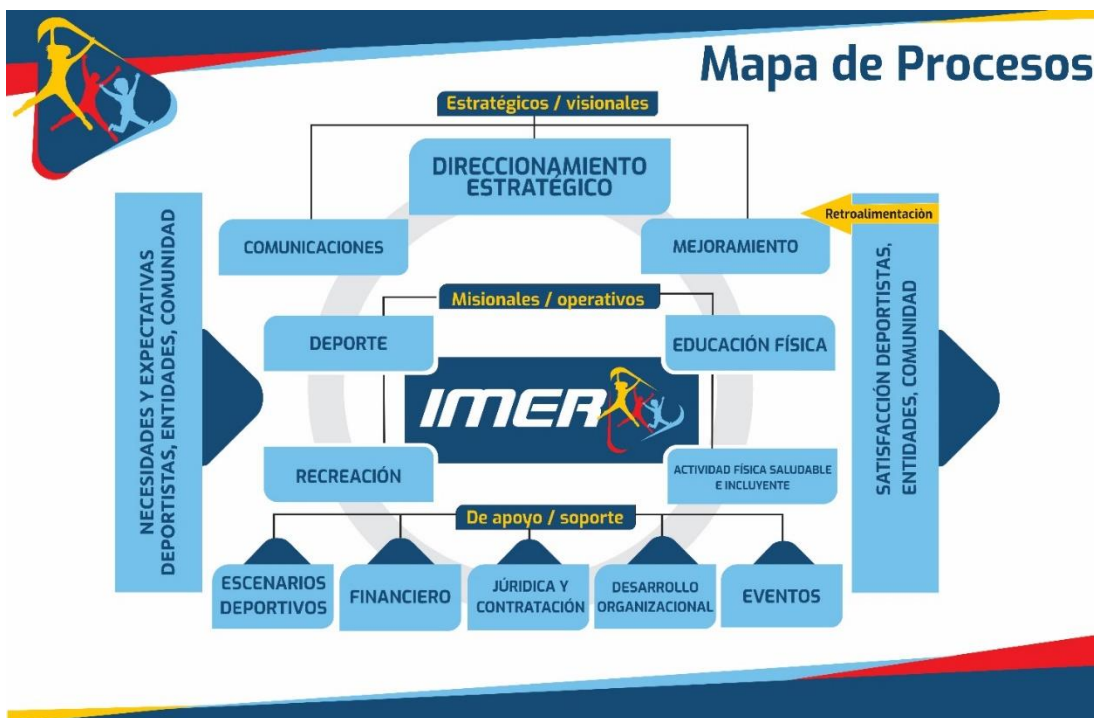 Mapa de Procesos
Estratégicos / visionales
DIRECCIONAMIENTO
ESTRATÉGICO
COMUNICACIONES
MEJORAMIENTO
Retroalimentaciòn
NECESIDADES Y EXPECTATIVAS
DEPORTISTAS, ENTIDADES, COMUNIDAD
Misionales / operativos
DEPORTE
EDUCACIÓN FÍSICA
IMER
RECREACIÓN
ACTIVIDAD FÍSICA SALUDABLE
E INCLUYENTE
SATISFACCIÓN DEPORTISTAS,
ENTIDADES, COMUNIDAD
De apoyo / soporte
ESCENARIOS
DEPORTIVOS
FINANCIERO
JÚRIDICA Y
CONTRATACIÓN
DESARROLLO
ORGANIZACIONAL
EVENTOS